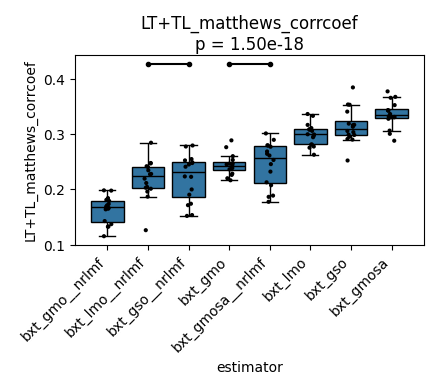 LT+TL_matthews_corrcoef
p = 1.50e-18
LT+TL_matthews_corrcoef
0.4
0.3
0.2
0.1
bxt_gmo__nrlmf
bxt_lmo__nrlmf
bxt_gso__nrlmf
bxt_gmo
bxt_gmosa__nrlmf
bxt_lmo
bxt_gso
bxt_gmosa
estimator